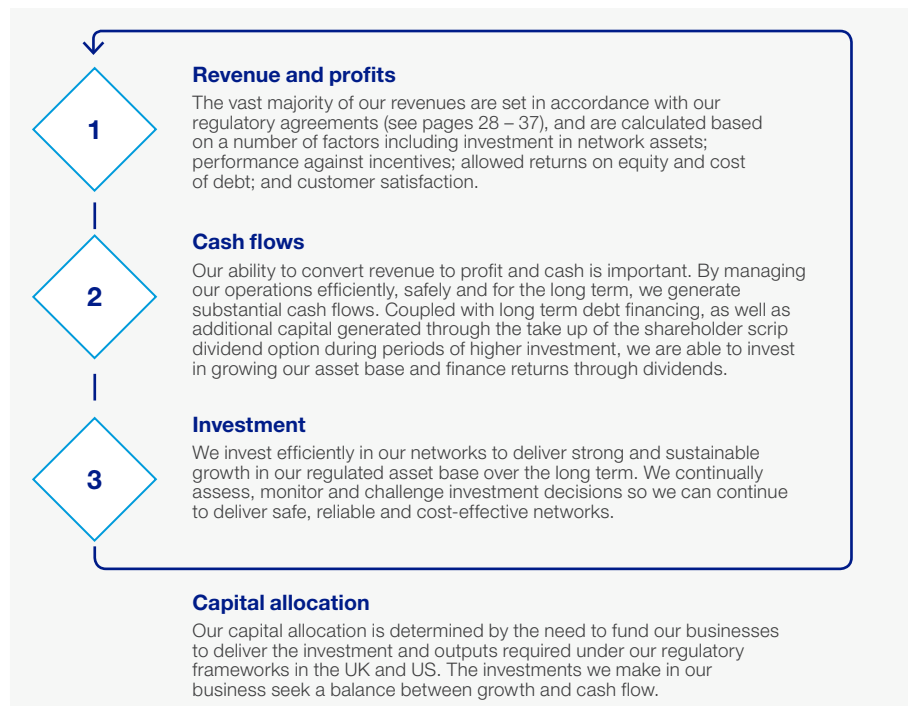 1
Revenue and profits
The vast majority of our revenues are set in accordance with our
regulatory agreements (see pages 28 – 37), and are calculated based
on a number of factors including investment in network assets;
performance against incentives; allowed returns on equity and cost
of debt; and customer satisfaction.
2
Cash flows
Our ability to convert revenue to profit and cash is important. By managing
our operations efficiently, safely and for the long term, we generate
substantial cash flows. Coupled with long term debt financing, as well as
additional capital generated through the take up of the shareholder scrip
dividend option during periods of higher investment, we are able to invest
in growing our asset base and finance returns through dividends.
3
Investment
We invest efficiently in our networks to deliver strong and sustainable
growth in our regulated asset base over the long term. We continually
assess, monitor and challenge investment decisions so we can continue
to deliver safe, reliable and cost-effective networks.
Capital allocation
Our capital allocation is determined by the need to fund our businesses
to deliver the investment and outputs required under our regulatory
frameworks in the UK and US. The investments we make in our
business seek a balance between growth and cash flow.